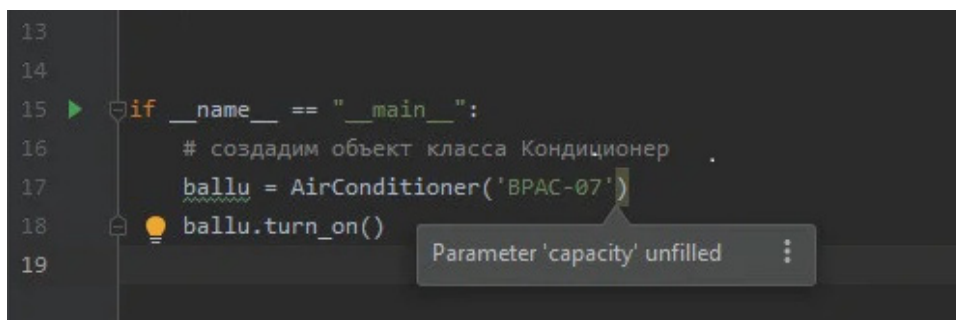 13
14
15 if __name__ == "__main__":
16 # создадим объект класса Кондиционер
17 ballu = AirConditioner('BPAC-07')
18 ballu.turn_on()
Parameter 'capacity' unfilled
19